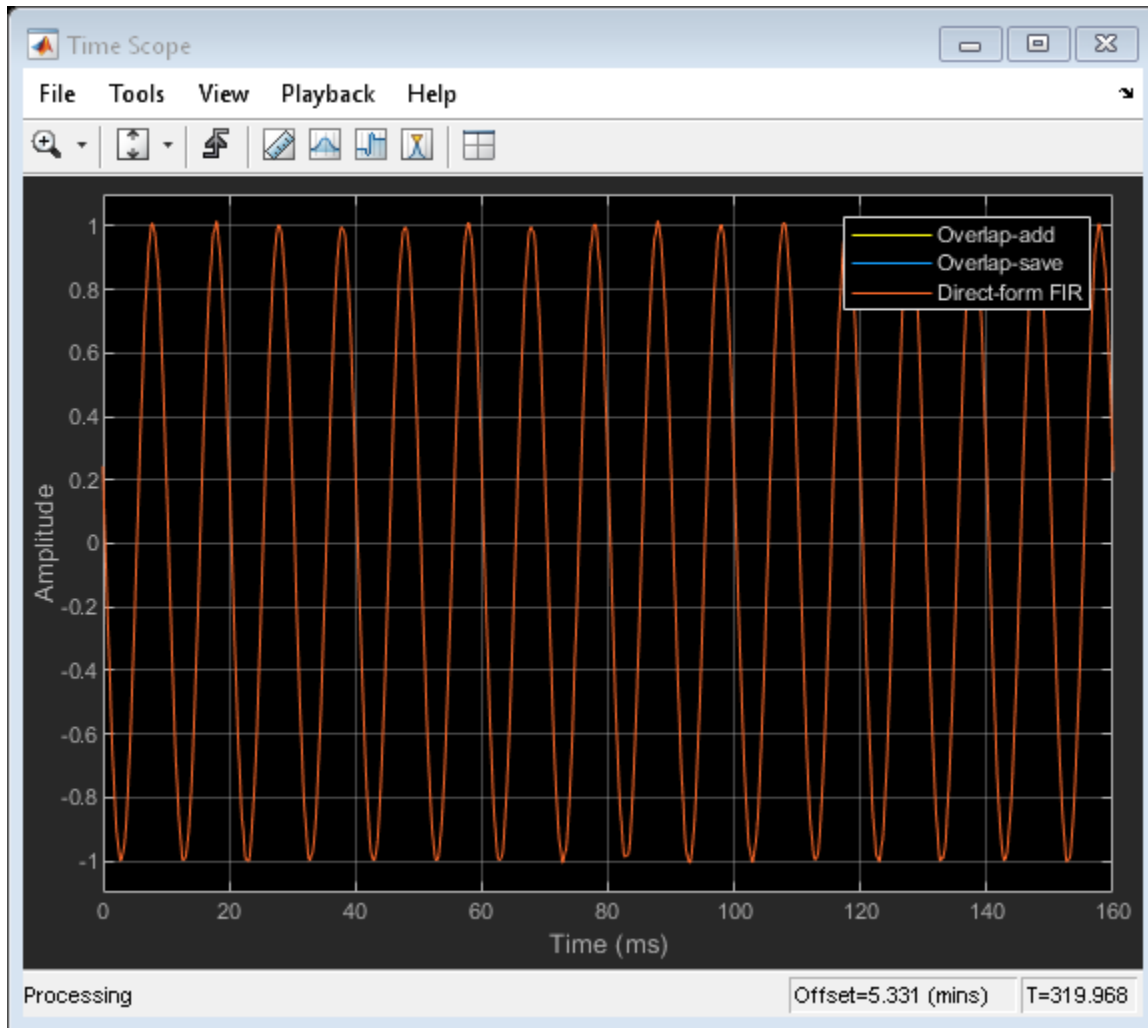 Time Scope
File Tools View Playback Help
Overlap-add
Overlap-save
Direct-form FIR
1
0.8
0.6
0.4
0.2
0
-0.2
-0.4
-0.6
-0.8
-1
Amplitude
0 20 40 60 80 100 120 140 160
Time (ms)
Processing Offset=5.331 (mins) T=319.968